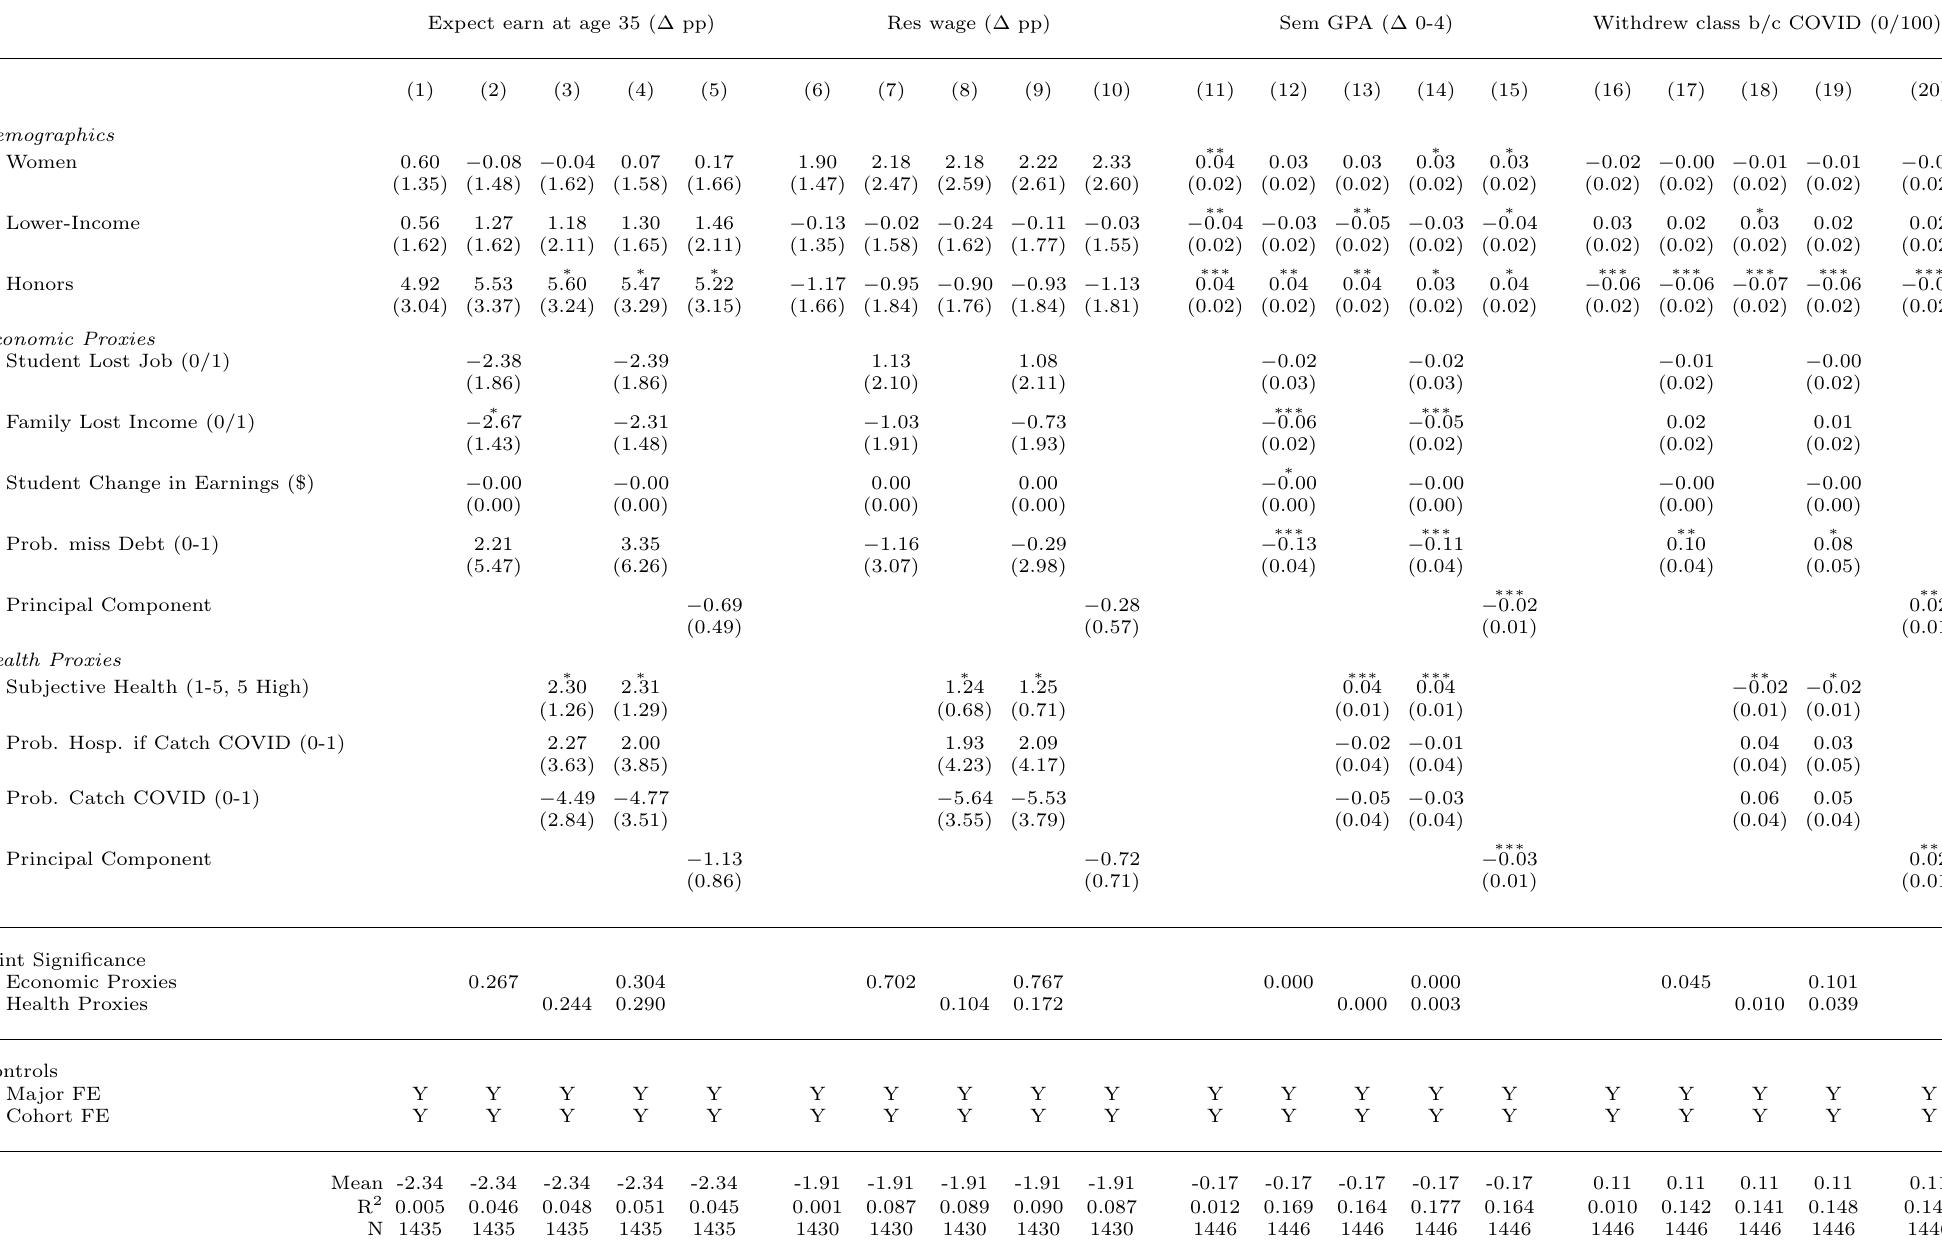 Expect earn at age 35 (Δ pp) Res wage (Δ pp) Sem GPA (Δ 0-4) Withdrew class b/c COVID (0/100)
(1) (2) (3) (4) (5) (6) (7) (8) (9) (10) (11) (12) (13) (14) (15) (16) (17) (18) (19) (20)
emographics
** * *
Women 0.60 −0.08 −0.04 0.07 0.17 1.90 2.18 2.18 2.22 2.33 0.04 0.03 0.03 0.03 0.03 −0.02 −0.00 −0.01 −0.01 −0.0
(1.35) (1.48) (1.62) (1.58) (1.66) (1.47) (2.47) (2.59) (2.61) (2.60) (0.02) (0.02) (0.02) (0.02) (0.02) (0.02) (0.02) (0.02) (0.02) (0.02
** ** * *
Lower-Income 0.56 1.27 1.18 1.30 1.46 −0.13 −0.02 −0.24 −0.11 −0.03 −0.04 −0.03 −0.05 −0.03 −0.04 0.03 0.02 0.03 0.02 0.02
(1.62) (1.62) (2.11) (1.65) (2.11) (1.35) (1.58) (1.62) (1.77) (1.55) (0.02) (0.02) (0.02) (0.02) (0.02) (0.02) (0.02) (0.02) (0.02) (0.02
* * * *** ** ** * * *** *** *** *** ***
Honors 4.92 5.53 5.60 5.47 5.22 −1.17 −0.95 −0.90 −0.93 −1.13 0.04 0.04 0.04 0.03 0.04 −0.06 −0.06 −0.07 −0.06 −0.0
(3.04) (3.37) (3.24) (3.29) (3.15) (1.66) (1.84) (1.76) (1.84) (1.81) (0.02) (0.02) (0.02) (0.02) (0.02) (0.02) (0.02) (0.02) (0.02) (0.02
conomic Proxies
Student Lost Job (0/1) −2.38 −2.39 1.13 1.08 −0.02 −0.02 −0.01 −0.00
(1.86) (1.86) (2.10) (2.11) (0.03) (0.03) (0.02) (0.02)
* *** ***
Family Lost Income (0/1) −2.67 −2.31 −1.03 −0.73 −0.06 −0.05 0.02 0.01
(1.43) (1.48) (1.91) (1.93) (0.02) (0.02) (0.02) (0.02)
*
Student Change in Earnings ($) −0.00 −0.00 0.00 0.00 −0.00 −0.00 −0.00 −0.00
(0.00) (0.00) (0.00) (0.00) (0.00) (0.00) (0.00) (0.00)
*** *** ** *
Prob. miss Debt (0-1) 2.21 3.35 −1.16 −0.29 −0.13 −0.11 0.10 0.08
(5.47) (6.26) (3.07) (2.98) (0.04) (0.04) (0.04) (0.05)
*** **
Principal Component −0.69 −0.28 −0.02 0.02
(0.49) (0.57) (0.01) (0.01
ealth Proxies
* * * * *** *** ** *
Subjective Health (1-5, 5 High) 2.30 2.31 1.24 1.25 0.04 0.04 −0.02 −0.02
(1.26) (1.29) (0.68) (0.71) (0.01) (0.01) (0.01) (0.01)
Prob. Hosp. if Catch COVID (0-1) 2.27 2.00 1.93 2.09 −0.02 −0.01 0.04 0.03
(3.63) (3.85) (4.23) (4.17) (0.04) (0.04) (0.04) (0.05)
Prob. Catch COVID (0-1) −4.49 −4.77 −5.64 −5.53 −0.05 −0.03 0.06 0.05
(2.84) (3.51) (3.55) (3.79) (0.04) (0.04) (0.04) (0.04)
*** **
Principal Component −1.13 −0.72 −0.03 0.02
(0.86) (0.71) (0.01) (0.01
int Significance
Economic Proxies 0.267 0.304 0.702 0.767 0.000 0.000 0.045 0.101
Health Proxies 0.244 0.290 0.104 0.172 0.000 0.003 0.010 0.039
ontrols
Major FE Y Y Y Y Y Y Y Y Y Y Y Y Y Y Y Y Y Y Y Y
Cohort FE Y Y Y Y Y Y Y Y Y Y Y Y Y Y Y Y Y Y Y Y
Mean -2.34 -2.34 -2.34 -2.34 -2.34 -1.91 -1.91 -1.91 -1.91 -1.91 -0.17 -0.17 -0.17 -0.17 -0.17 0.11 0.11 0.11 0.11 0.11
R² 0.005 0.046 0.048 0.051 0.045 0.001 0.087 0.089 0.090 0.087 0.012 0.169 0.164 0.177 0.164 0.010 0.142 0.141 0.148 0.14
N 1435 1435 1435 1435 1435 1430 1430 1430 1430 1430 1446 1446 1446 1446 1446 1446 1446 1446 1446 1446